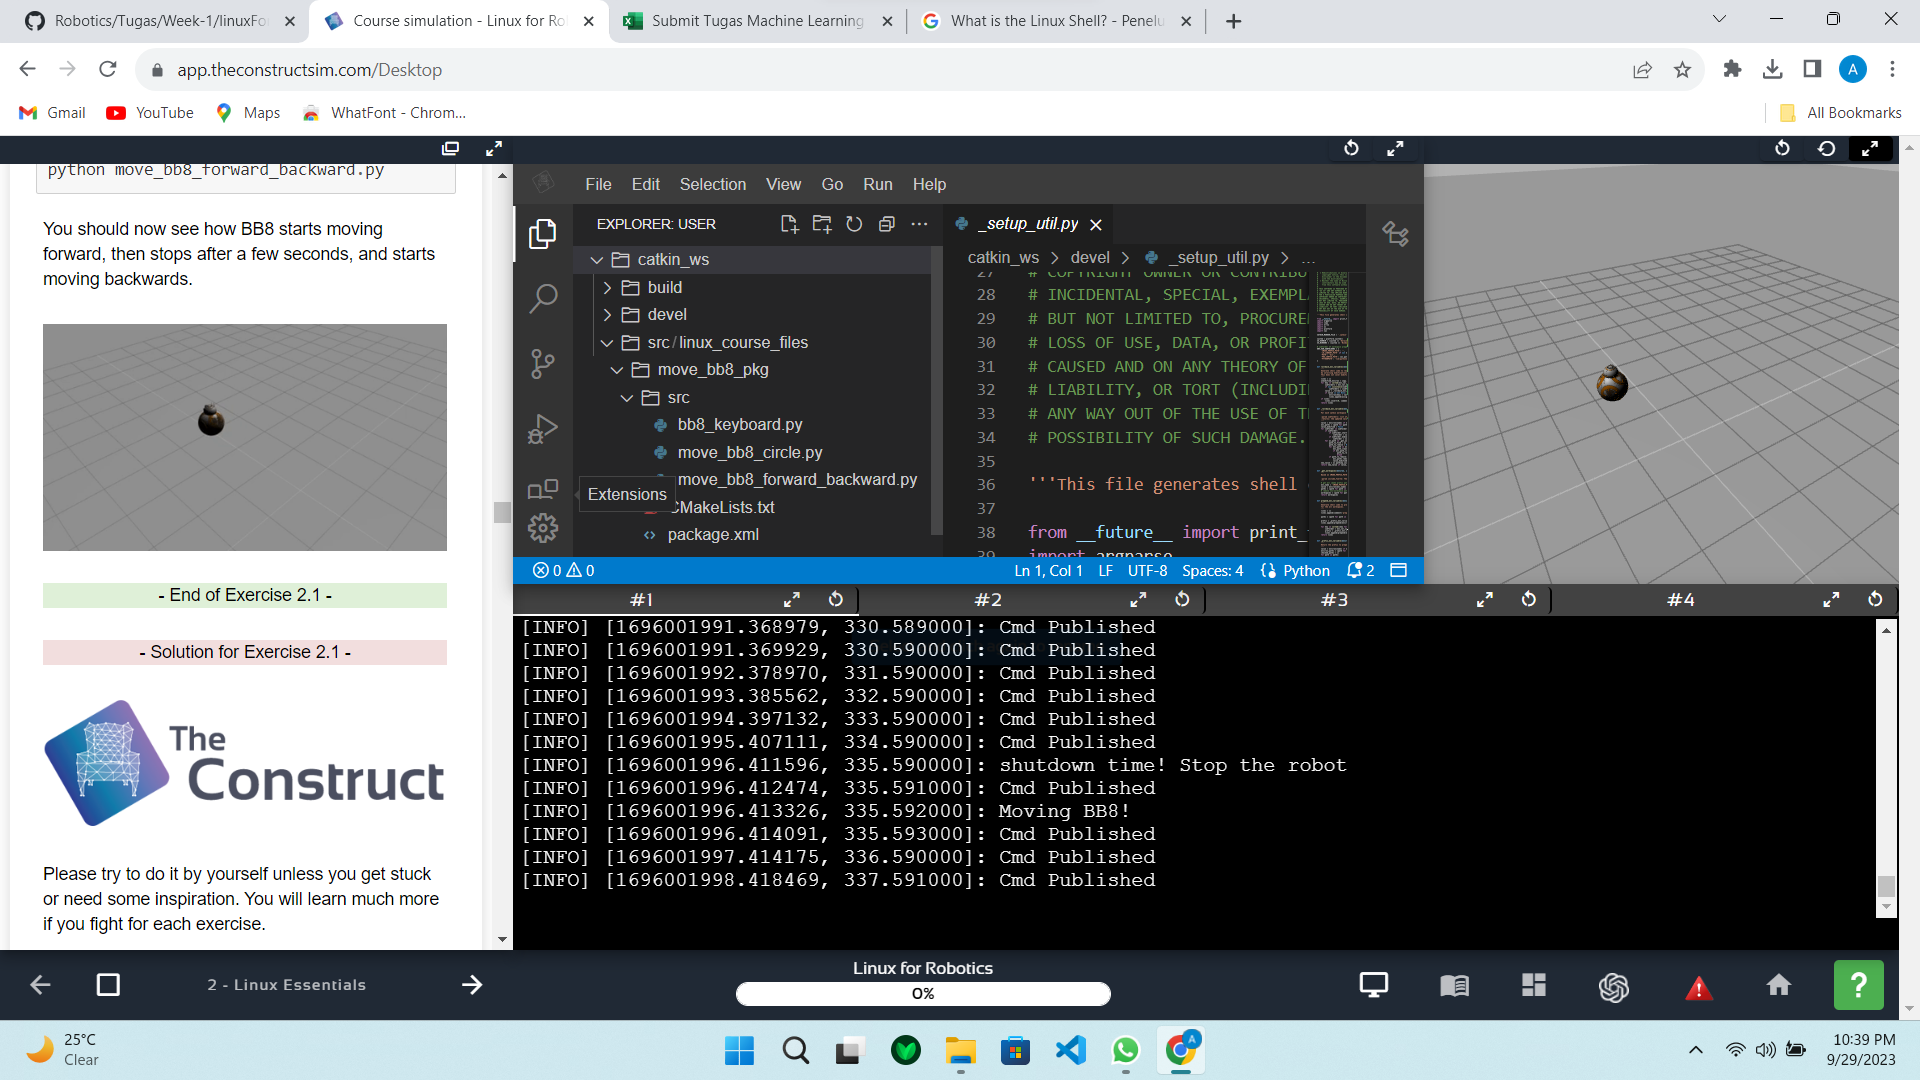 Robotics/Tugas/Week-1/linuxFo
Course simulation - Linux for Ro
Submit Tugas Machine Learning
What is the Linux Shell? - Penelu
app.theconstructsim.com/Desktop
A
Gmail
YouTube
Maps
WhatFont - Chrom...
All Bookmarks
python move_bb8_forward_backward.py
You should now see how BB8 starts moving
forward, then stops after a few seconds, and starts
moving backwards.
- End of Exercise 2.1 -
- Solution for Exercise 2.1 -
The
Construct
Please try to do it by yourself unless you get stuck
or need some inspiration. You will learn much more
if you fight for each exercise.
File Edit Selection View Go Run Help
EXPLORER: USER
catkin_ws
build
devel
src/linux_course_files
move_bb8_pkg
src
bb8_keyboard.py
move_bb8_circle.py
move_bb8_forward_backward.py
Extensions
CMakeLists.txt
package.xml
_setup_util.py
catkin_ws > devel > _setup_util.py > ...
27 # COPYRIGHT OWNER OR CONTRIBU
28 # INCIDENTAL, SPECIAL, EXEMPL
29 # BUT NOT LIMITED TO, PROCURE
30 # LOSS OF USE, DATA, OR PROFI
31 # CAUSED AND ON ANY THEORY OF
32 # LIABILITY, OR TORT (INCLUDI
33 # ANY WAY OUT OF THE USE OF T
34 # POSSIBILITY OF SUCH DAMAGE.
35
36 '''This file generates shell
37
38 from __future__ import print_
39 import argparse
0 0
Ln 1, Col 1 LF UTF-8 Spaces: 4 Python 2
#1
#2
#3
#4
[INFO] [1696001991.368979, 330.589000]: Cmd Published
[INFO] [1696001991.369929, 330.590000]: Cmd Published
[INFO] [1696001992.378970, 331.590000]: Cmd Published
[INFO] [1696001993.385562, 332.590000]: Cmd Published
[INFO] [1696001994.397132, 333.590000]: Cmd Published
[INFO] [1696001995.407111, 334.590000]: Cmd Published
[INFO] [1696001996.411596, 335.590000]: shutdown time! Stop the robot
[INFO] [1696001996.412474, 335.591000]: Cmd Published
[INFO] [1696001996.413326, 335.592000]: Moving BB8!
[INFO] [1696001996.414091, 335.593000]: Cmd Published
[INFO] [1696001997.414175, 336.590000]: Cmd Published
[INFO] [1696001998.418469, 337.591000]: Cmd Published
2 - Linux Essentials
Linux for Robotics
0%
?
25°C
Clear
A
10:39 PM
9/29/2023